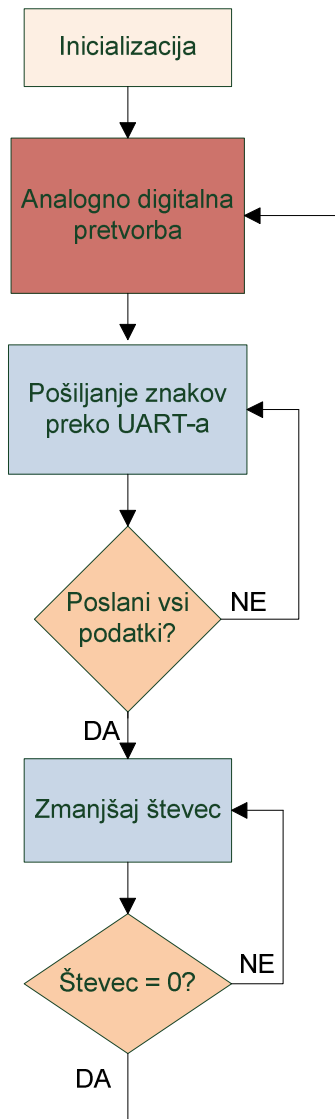 Inicializacija
Analogno digitalna
pretvorba
Pošiljanje znakov
preko UART-a
Poslani vsi
podatki?
NE
DA
Zmanjšaj števec
Števec = 0?
NE
DA